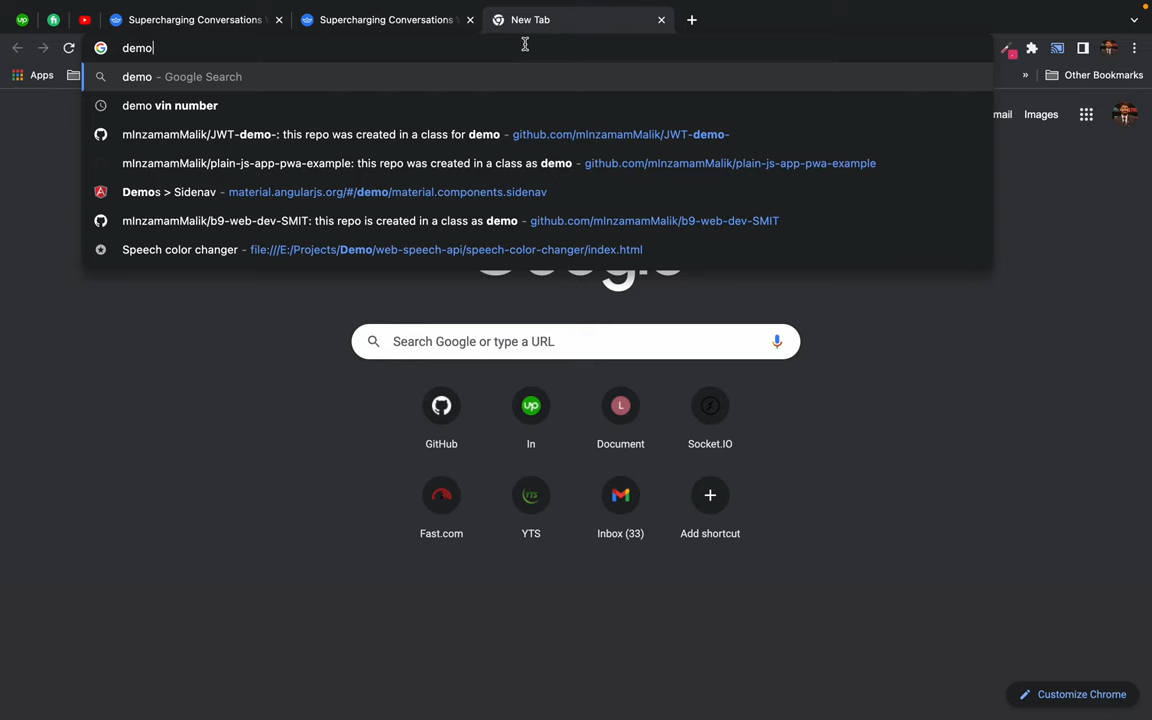 Supercharging Conversations
Supercharging Conversations
New Tab
demo
demo - Google Search
demo vin number
mInzamamMalik/JWT-demo-: this repo was created in a class for demo - github.com/mInzamamMalik/JWT-demo-
mInzamamMalik/plain-js-app-pwa-example: this repo was created in a class as demo - github.com/mInzamamMalik/plain-js-app-pwa-example
Demos > Sidenav - material.angularjs.org/#/demo/material.components.sidenav
mInzamamMalik/b9-web-dev-SMIT: this repo is created in a class as demo - github.com/mInzamamMalik/b9-web-dev-SMIT
Speech color changer - file:///E:/Projects/Demo/web-speech-api/speech-color-changer/index.html
Apps
» Other Bookmarks
mail Images
Search Google or type a URL
GitHub In Document Socket.IO
Fast.com YTS Inbox (33) Add shortcut
Customize Chrome